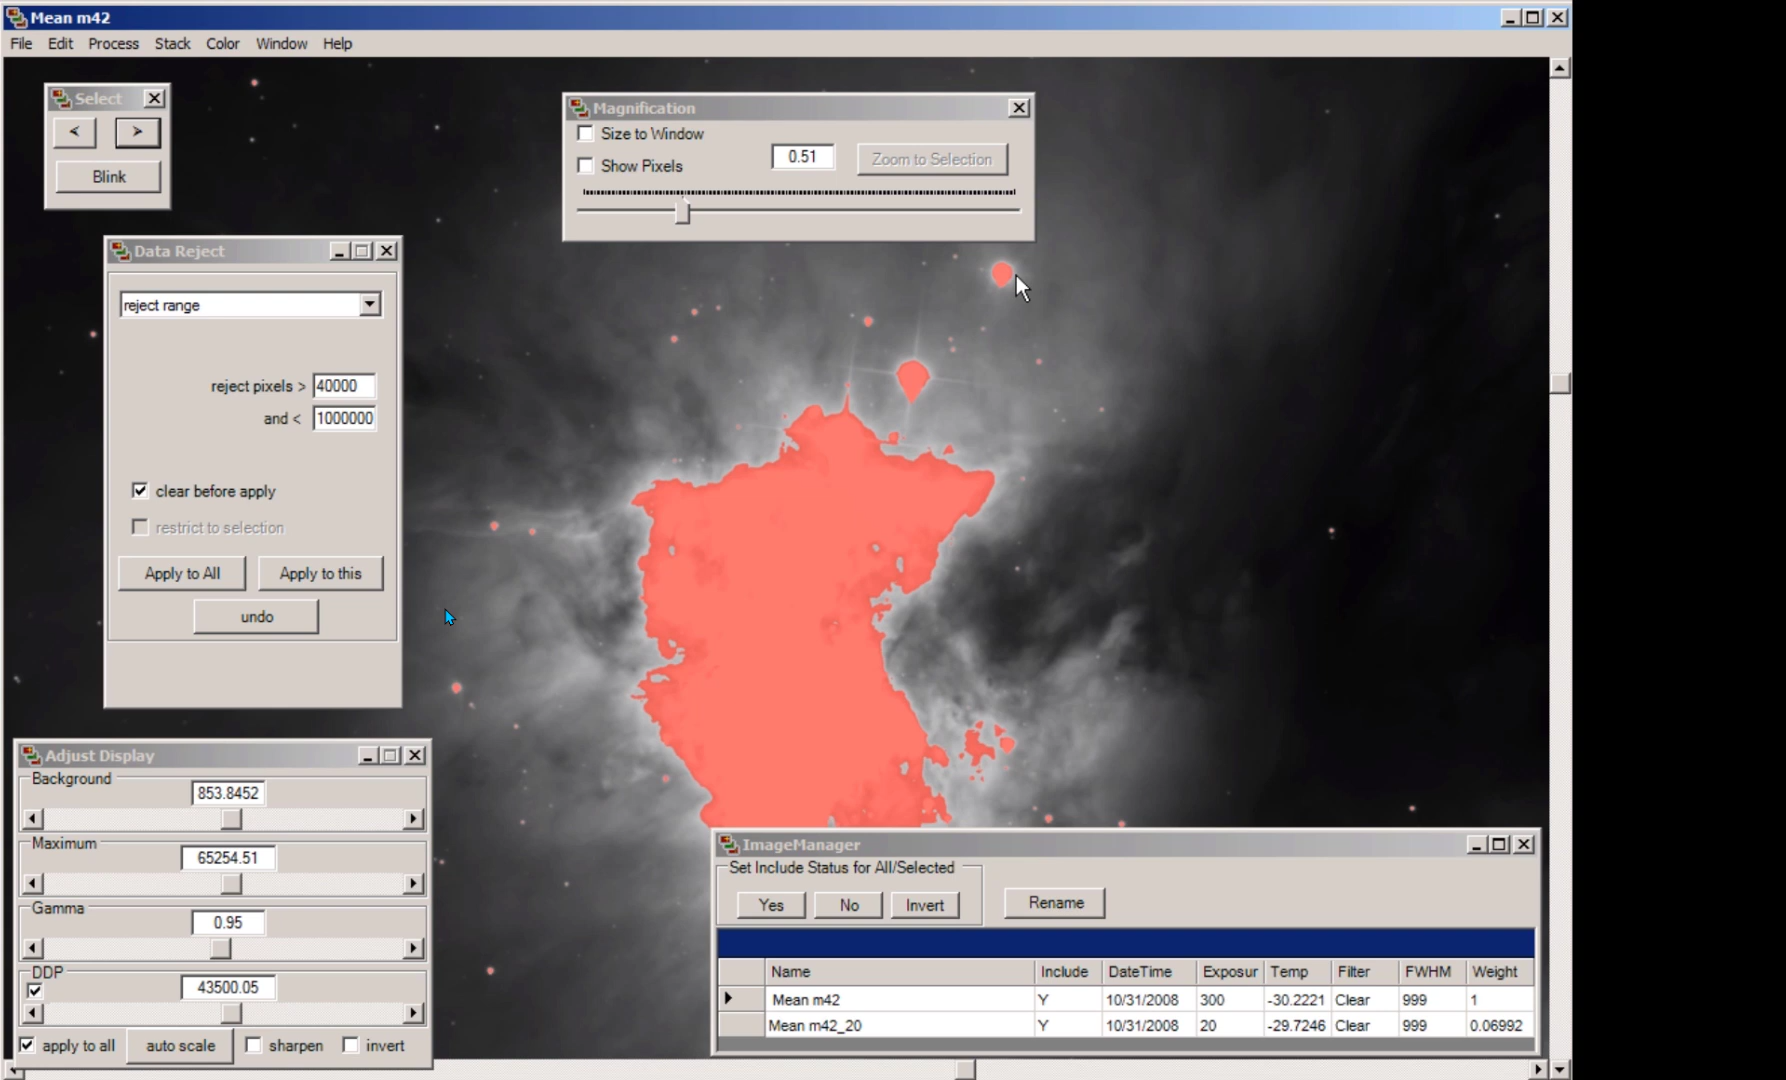 Mean m42
File Edit Process Stack Color Window Help
Select
<
>
Blink
Magnification
Size to Window
Show Pixels
0.51
Zoom to Selection
Data Reject
reject range
reject pixels > 40000
and < 1000000
clear before apply
restrict to selection
Apply to All
Apply to this
undo
Adjust Display
Background
853.8452
Maximum
65254.51
Gamma
0.95
DDP
43500.05
apply to all
auto scale
sharpen
invert
ImageManager
Set Include Status for All/Selected
Yes No Invert
Rename
Name Include DateTime Exposur Temp Filter FWHM Weight
Mean m42 Y 10/31/2008 300 -30.2221 Clear 999 1
Mean m42_20 Y 10/31/2008 20 -29.7246 Clear 999 0.06992